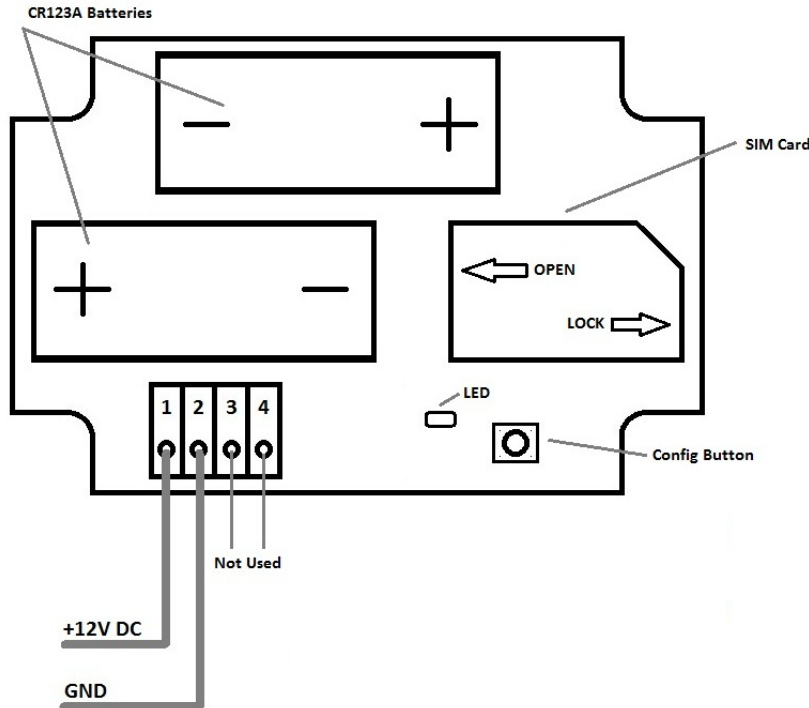 CR123A Batteries
SIM Card
OPEN
LOCK
LED
1 2 3 4
Config Button
Not Used
+12V DC
GND